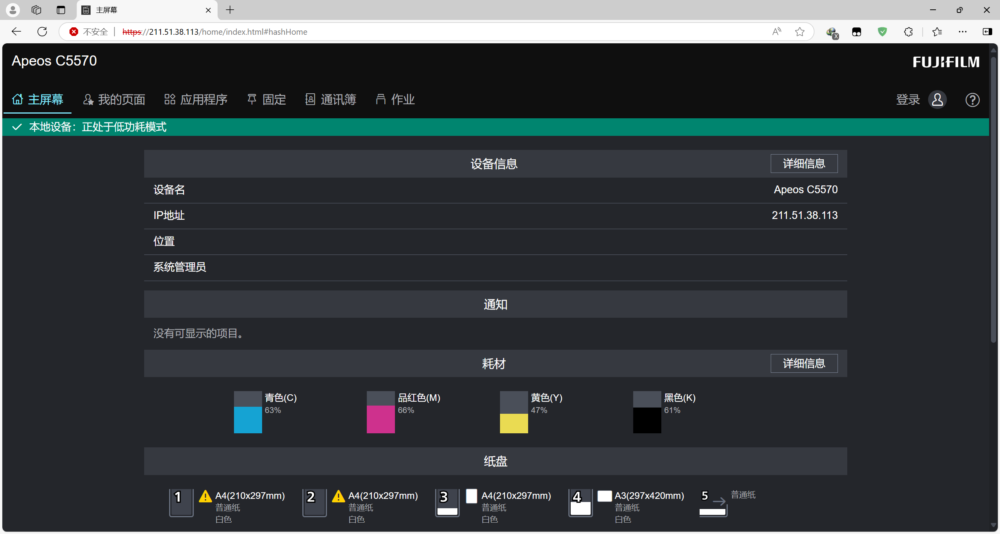 主屏幕
不安全 https://211.51.38.113/home/index.html#hashHome
Apeos C5570
FUJIFILM
主屏幕 我的页面 应用程序 固定 通讯簿 作业 登录
本地设备：正处于低功耗模式
设备信息 详细信息
设备名 Apeos C5570
IP地址 211.51.38.113
位置
系统管理员
通知
没有可显示的项目。
耗材 详细信息
青色(C) 品红色(M) 黄色(Y) 黑色(K)
63% 66% 47% 61%
纸盘
1 A4(210x297mm) 2 A4(210x297mm) 3 A4(210x297mm) 4 A3(297x420mm) 5 普通纸
普通纸 普通纸 普通纸 普通纸
白色 白色 白色 白色